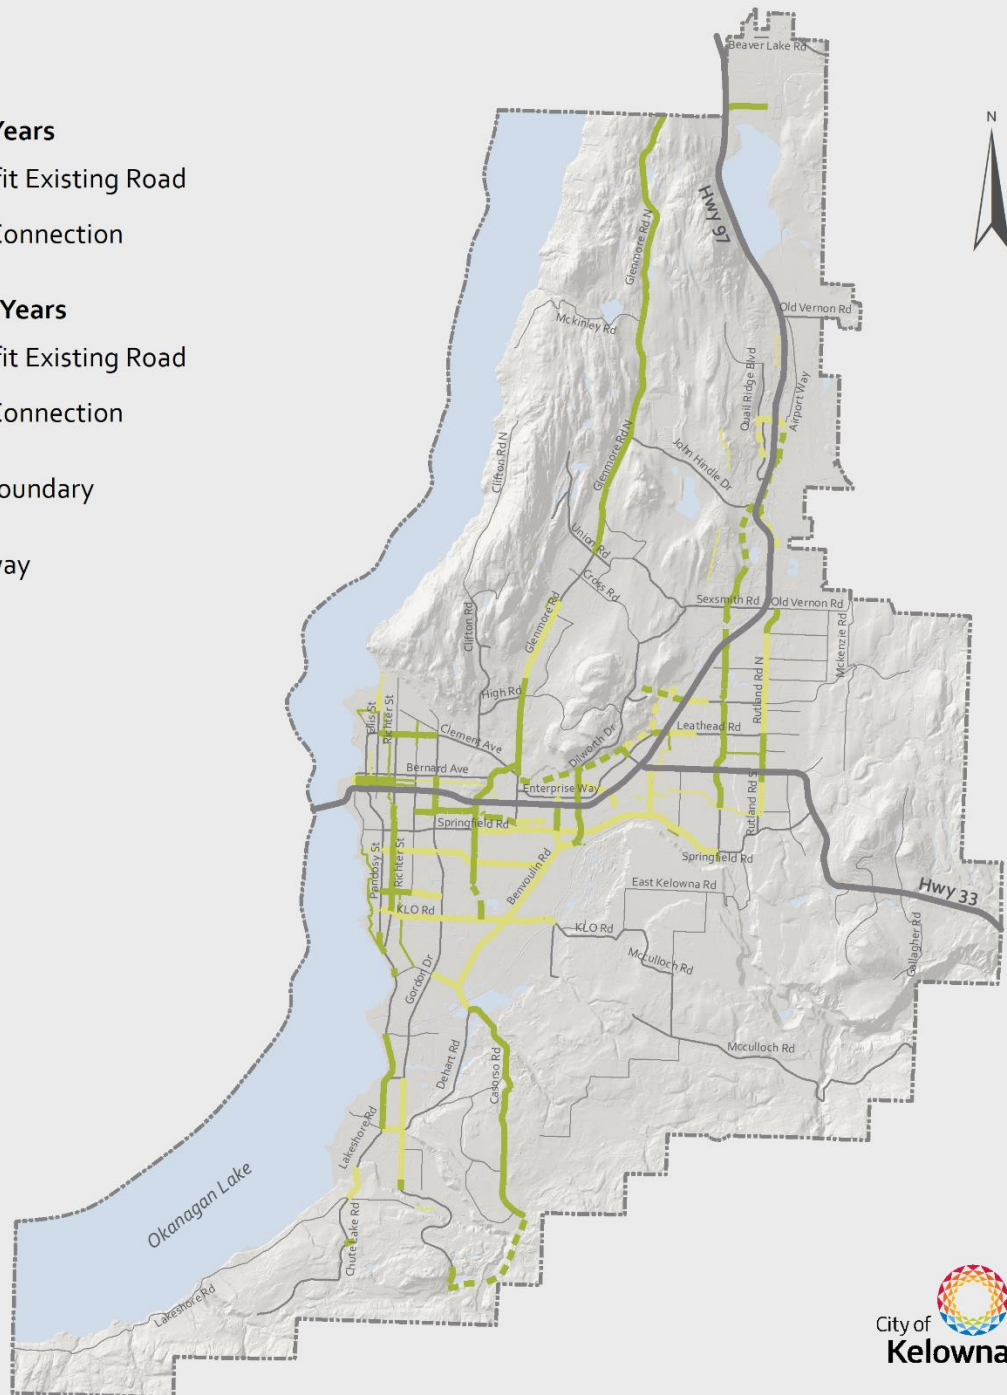 Years
fit Existing Road
Connection
Years
fit Existing Road
Connection
oundary
way
N
Beaver Lake Rd
Hwy 97
Glenmore Rd N
Mckinley Rd
Old Vernon Rd
Quail Ridge Blvd
Airport Way
Clifton Rd N
Glenmore Rd N
John Hindle Dr
Union Rd
Cross Rd
Sexsmith Rd
Old Vernon Rd
Clifton Rd
Glenmore Rd
Mckenzie Rd
Rutland Rd N
High Rd
Ellis St
Richter St
Clement Ave
Dilworth Dr
Leathead Rd
Bernard Ave
Enterprise Way
Springfield Rd
Rutland Rd S
Pandosy St
Richter St
Benvoulin Rd
Springfield Rd
East Kelowna Rd
Hwy 33
KLO Rd
KLO Rd
Gallagher Rd
Mcculloch Rd
Gordon Dr
Mcculloch Rd
Dehart Rd
Casorso Rd
Lakeshore Rd
Okanagan Lake
Chute Lake Rd
Lakeshore Rd
City of
Kelowna